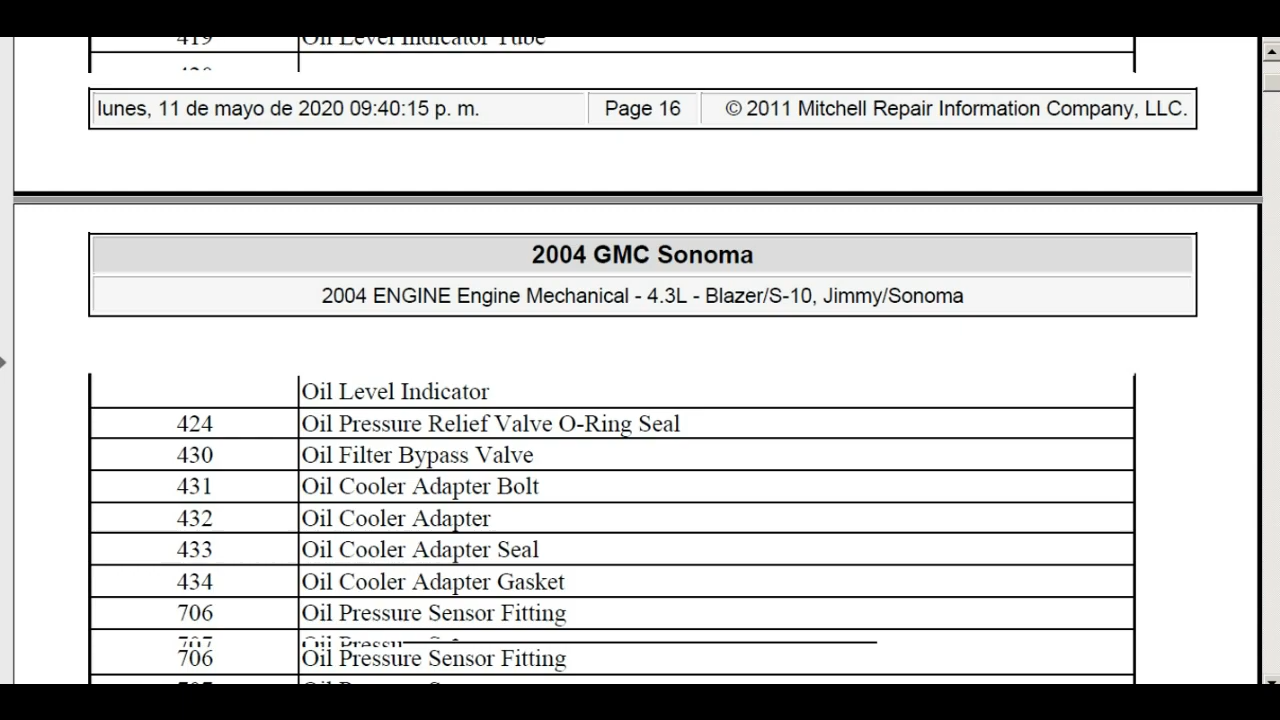 419 Oil Level Indicator Tube
420
lunes, 11 de mayo de 2020 09:40:15 p. m. Page 16 © 2011 Mitchell Repair Information Company, LLC.
2004 GMC Sonoma
2004 ENGINE Engine Mechanical - 4.3L - Blazer/S-10, Jimmy/Sonoma
Oil Level Indicator
424 Oil Pressure Relief Valve O-Ring Seal
430 Oil Filter Bypass Valve
431 Oil Cooler Adapter Bolt
432 Oil Cooler Adapter
433 Oil Cooler Adapter Seal
434 Oil Cooler Adapter Gasket
706 Oil Pressure Sensor Fitting
707 Oil Pressu
706 Oil Pressure Sensor Fitting